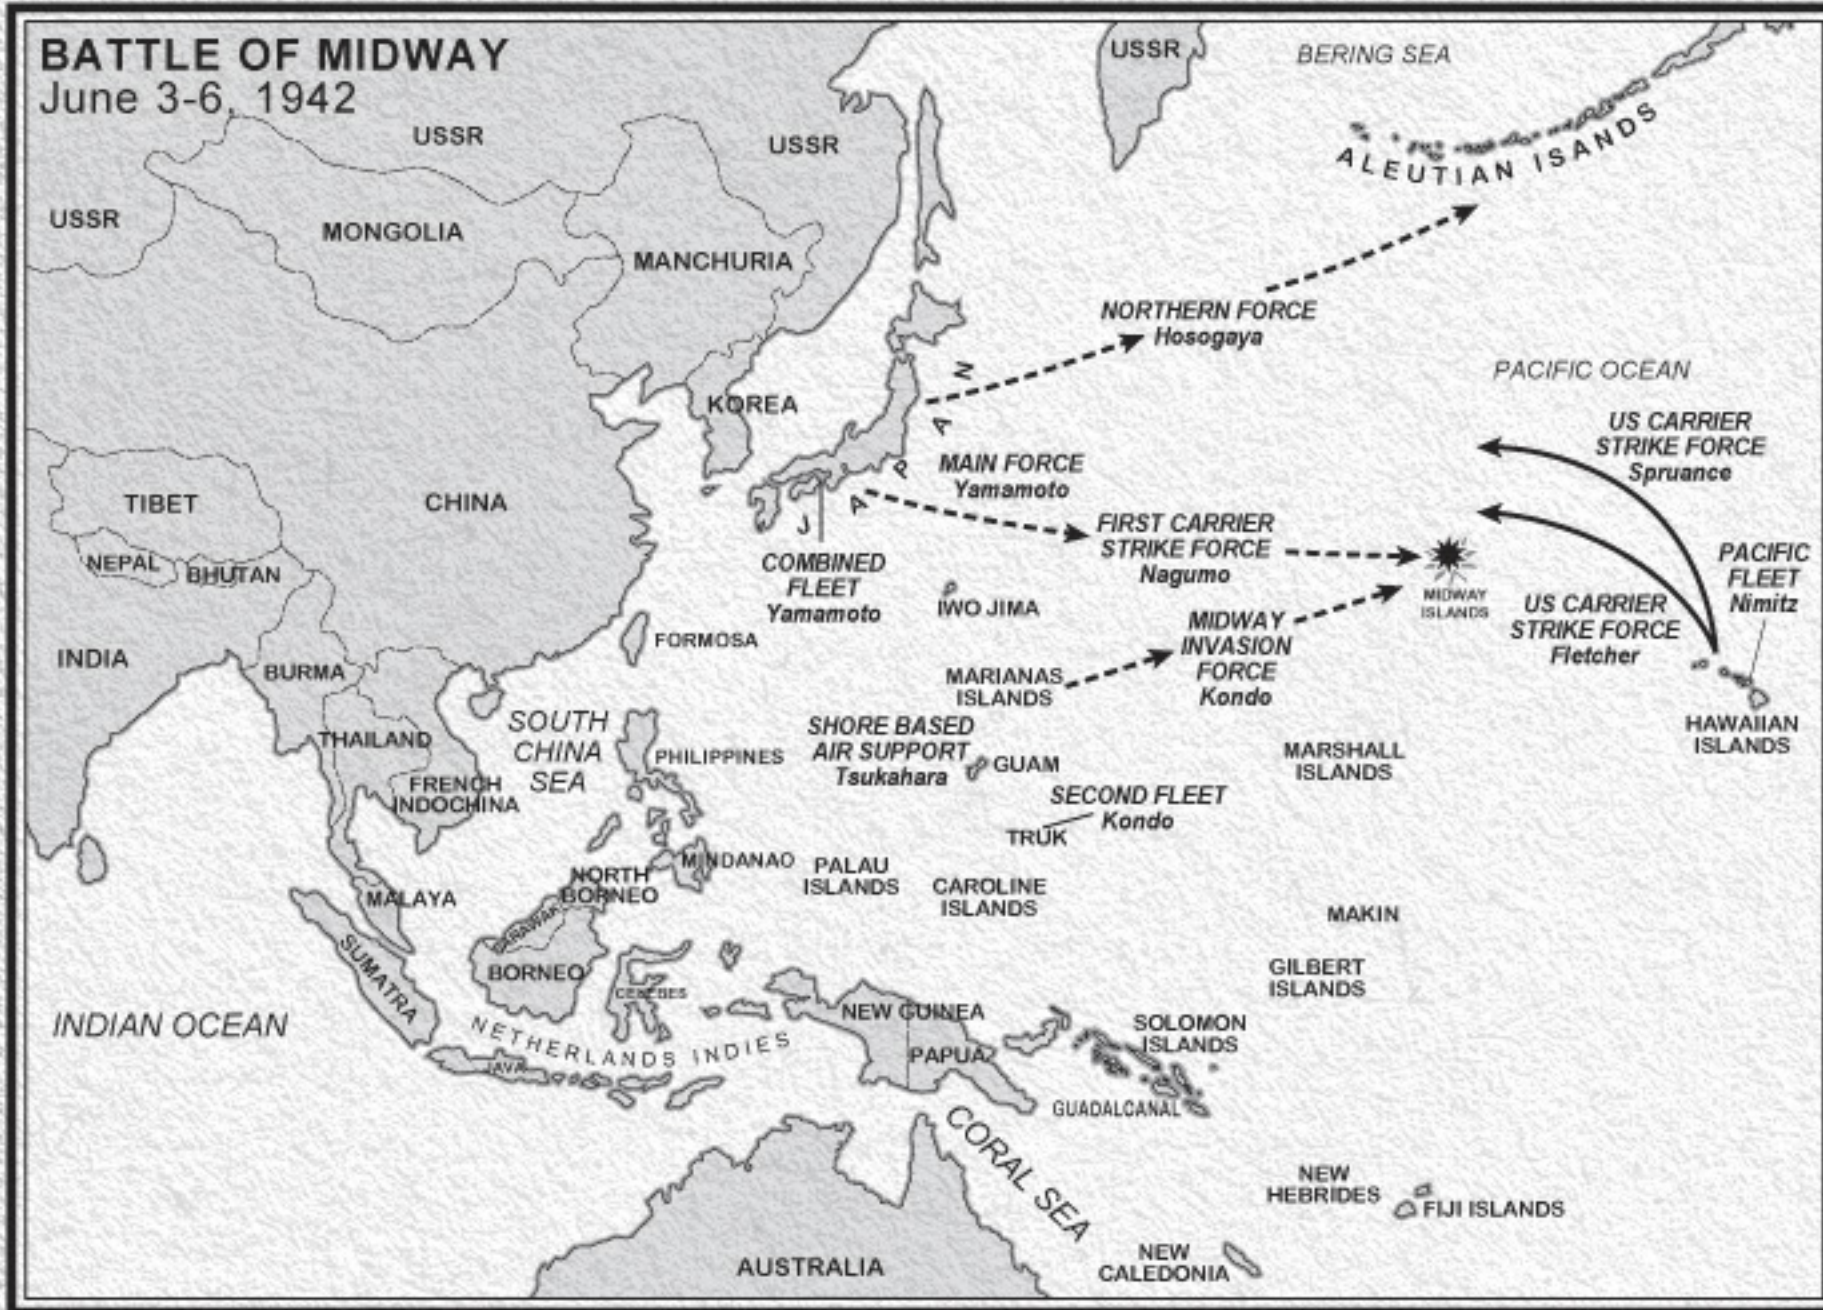 BATTLE OF MIDWAY
June 3-6, 1942
USSR
BERING SEA
USSR
USSR
USSR
ALEUTIAN ISANDS
MONGOLIA
MANCHURIA
NORTHERN FORCE
Hosogaya
PACIFIC OCEAN
KOREA
JAPAN
US CARRIER
STRIKE FORCE
Spruance
MAIN FORCE
Yamamoto
TIBET
CHINA
FIRST CARRIER
STRIKE FORCE
Nagumo
NEPAL
BHUTAN
COMBINED
FLEET
Yamamoto
PACIFIC
FLEET
Nimitz
MIDWAY
ISLANDS
IWO JIMA
US CARRIER
STRIKE FORCE
Fletcher
MIDWAY
INVASION
FORCE
Kondo
FORMOSA
INDIA
BURMA
MARIANAS
ISLANDS
SOUTH
CHINA
SEA
THAILAND
PHILIPPINES
SHORE BASED
AIR SUPPORT
Tsukahara
GUAM
MARSHALL
ISLANDS
HAWAIIAN
ISLANDS
FRENCH
INDOCHINA
SECOND FLEET
Kondo
TRUK
MINDANAO
PALAU
ISLANDS
CAROLINE
ISLANDS
NORTH
BORNEO
MALAYA
SARAWAK
MAKIN
SUMATRA
BORNEO
CELEBES
GILBERT
ISLANDS
INDIAN OCEAN
NETHERLANDS INDIES
NEW GUINEA
PAPUA
SOLOMON
ISLANDS
JAVA
GUADALCANAL
CORAL SEA
NEW
HEBRIDES
FIJI ISLANDS
AUSTRALIA
NEW
CALEDONIA